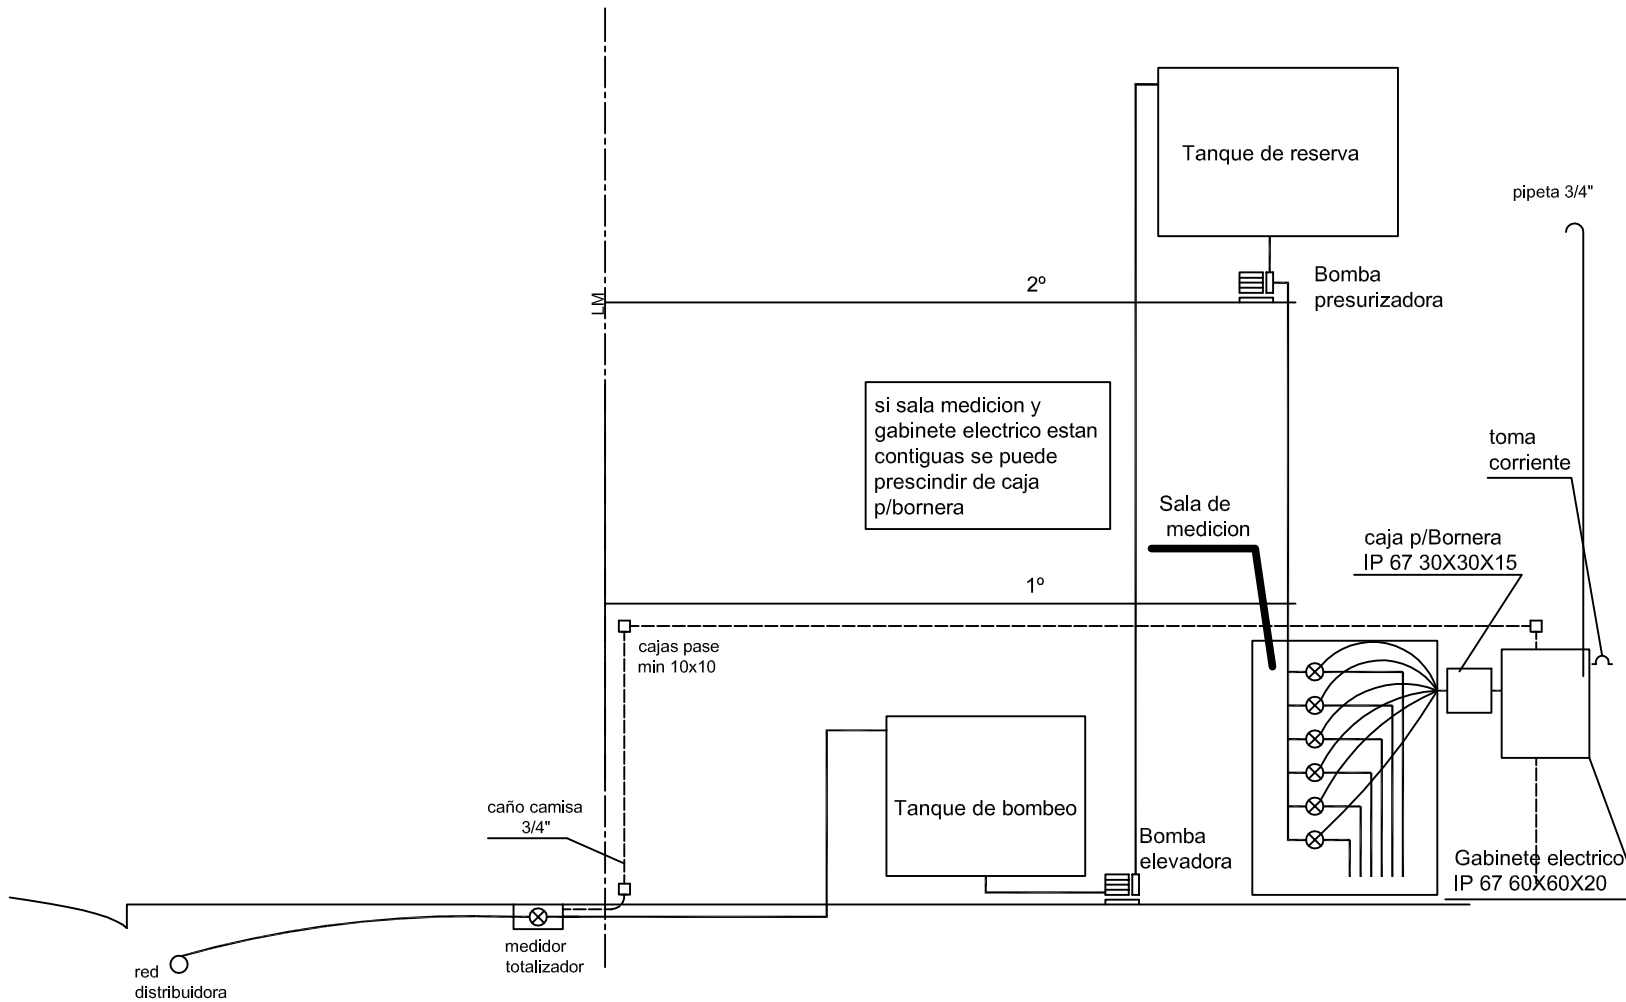 Tanque de reserva
pipeta 3/4"
2º
Bomba
presurizadora
LM
si sala medicion y
gabinete electrico estan
contiguas se puede
prescindir de caja
p/bornera
toma
corriente
Sala de
medicion
caja p/Bornera
IP 67 30X30X15
1º
cajas pase
min 10x10
caño camisa
3/4"
Tanque de bombeo
Bomba
elevadora
Gabinete electrico
IP 67 60X60X20
medidor
totalizador
red
distribuidora